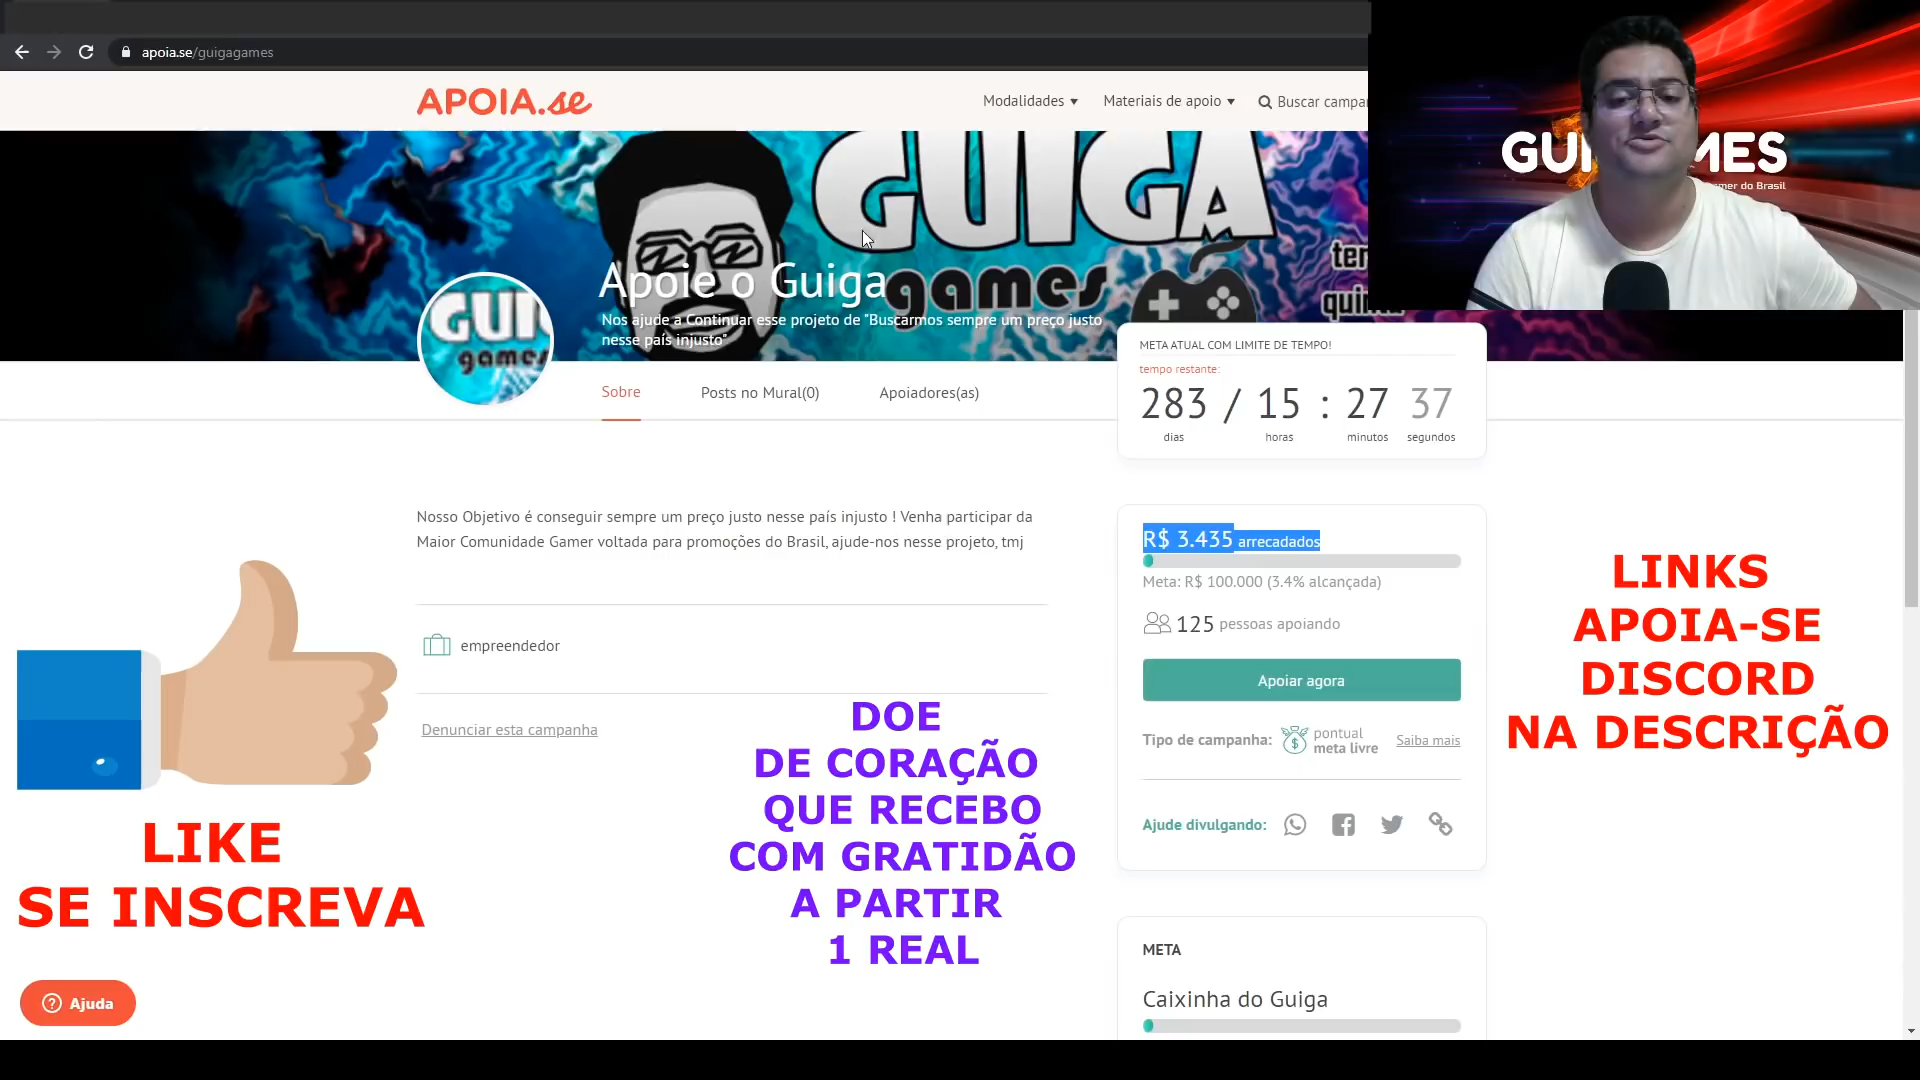 apoia.se/guigagames
APOIA.se
Modalidades
Materiais de apoio
Buscar campa
GUIGA
games
Apoie o Guiga
Nos ajude a Continuar esse projeto de "Buscarmos sempre um preço justo
nesse país injusto"
GUI
games
GUI MES
amer do Brasil
Sobre
Posts no Mural(0)
Apoiadores(as)
META ATUAL COM LIMITE DE TEMPO!
tempo restante:
283 / 15 : 27 37
dias horas minutos segundos
Nosso Objetivo é conseguir sempre um preço justo nesse país injusto ! Venha participar da
Maior Comunidade Gamer voltada para promoções do Brasil, ajude-nos nesse projeto, tmj
empreendedor
Denunciar esta campanha
R$ 3.435 arrecadados
Meta: R$ 100.000 (3.4% alcançada)
125 pessoas apoiando
Apoiar agora
Tipo de campanha:
pontual
meta livre
Saiba mais
Ajude divulgando:
META
Caixinha do Guiga
LIKE
SE INSCREVA
DOE
DE CORAÇÃO
QUE RECEBO
COM GRATIDÃO
A PARTIR
1 REAL
LINKS
APOIA-SE
DISCORD
NA DESCRIÇÃO
Ajuda